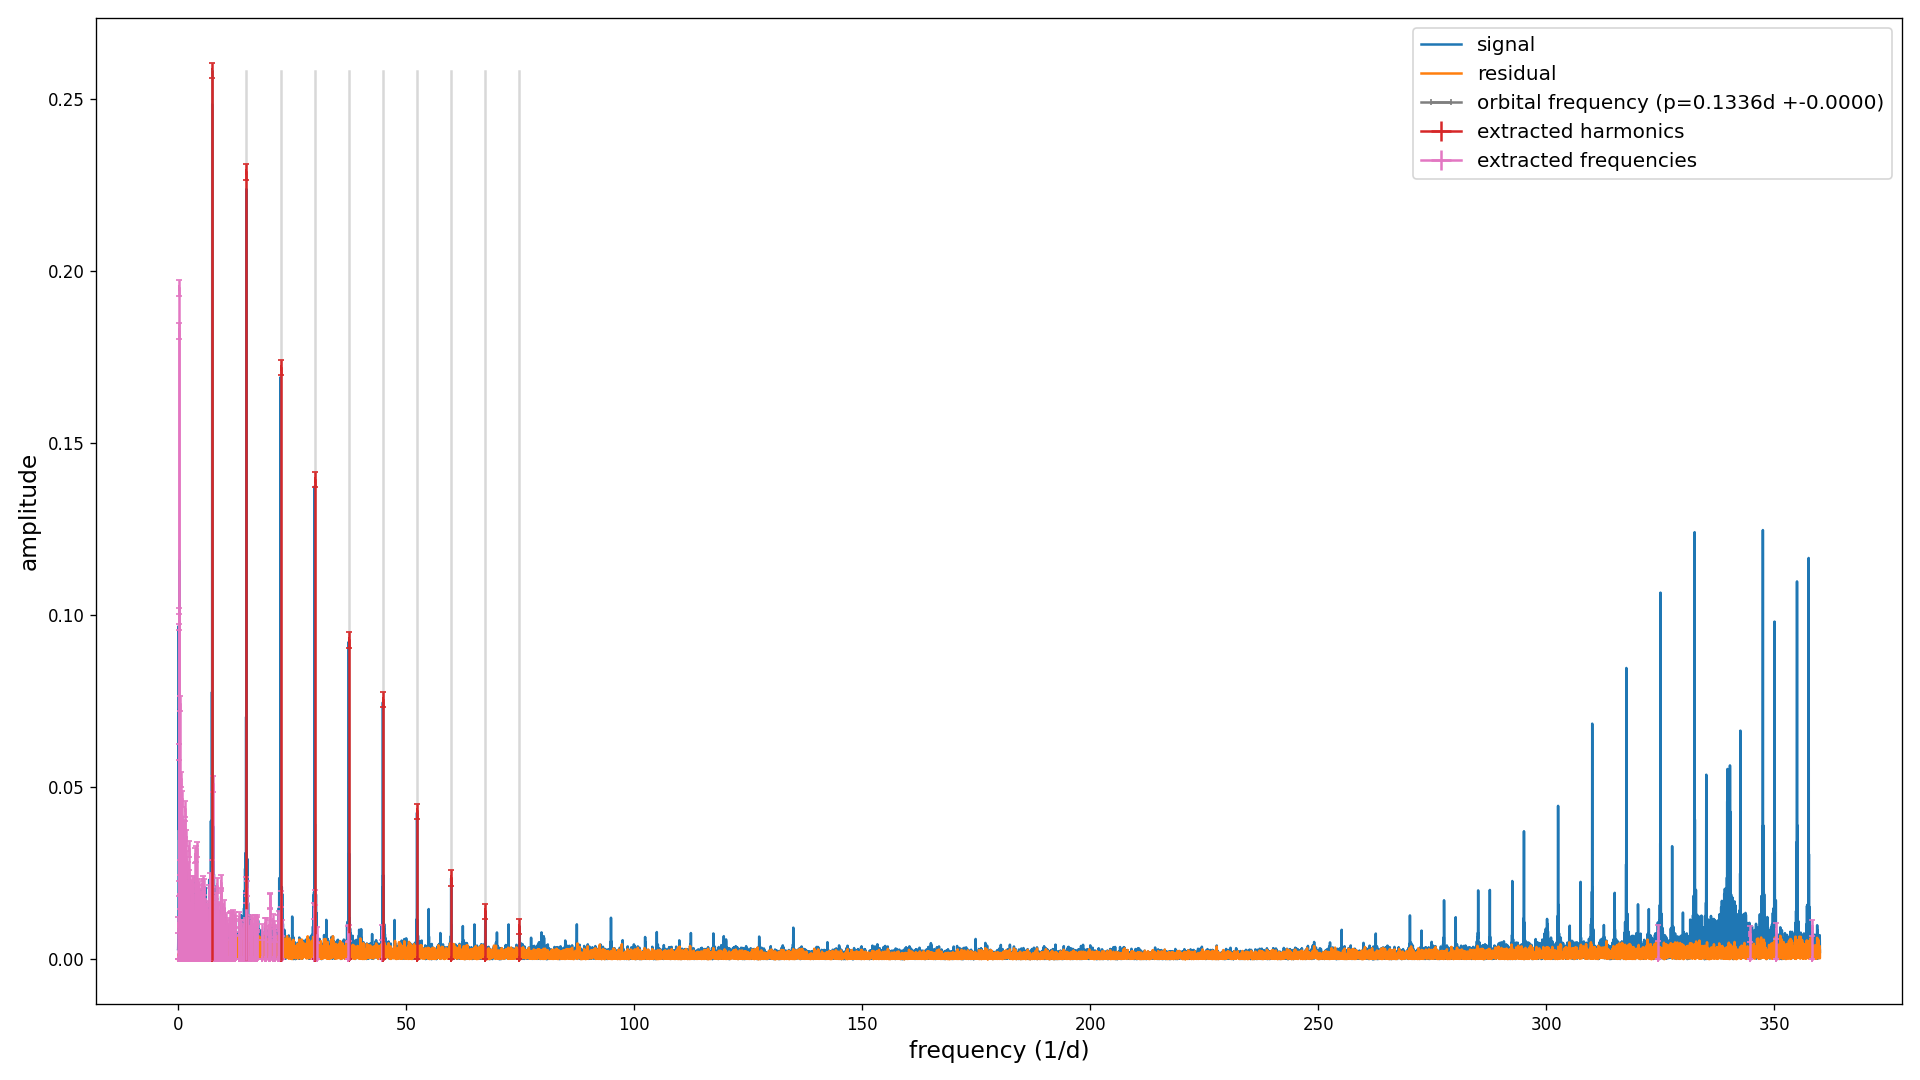 signal
residual
orbital frequency (p=0.1336d +-0.0000)
extracted harmonics
extracted frequencies
amplitude
0.25
0.20
0.15
0.10
0.05
0.00
0
50
100
150
200
250
300
350
frequency (1/d)